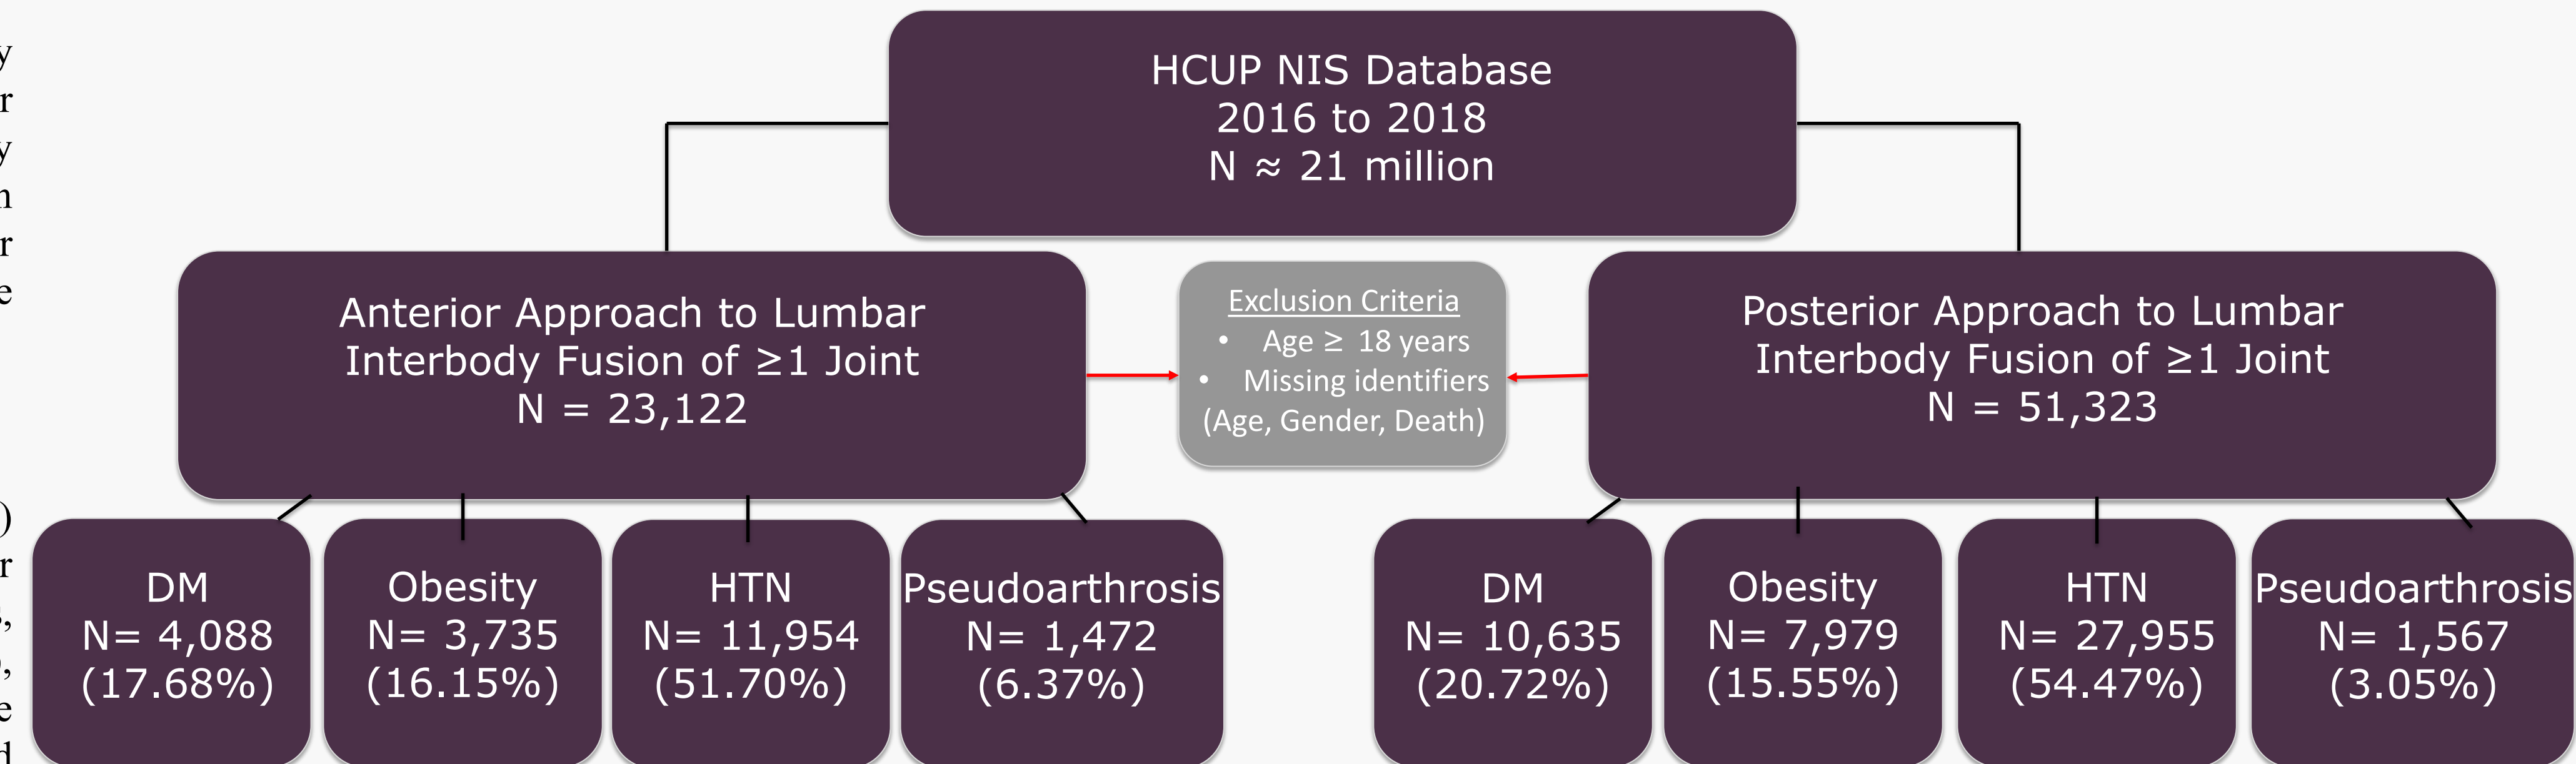 y
r
y
n
r
e
)
r
s,
),
e
d
HCUP NIS Database
2016 to 2018
N ≈ 21 million
Anterior Approach to Lumbar
Interbody Fusion of ≥1 Joint
N = 23,122
Exclusion Criteria
• Age ≥ 18 years
• Missing identifiers
(Age, Gender, Death)
Posterior Approach to Lumbar
Interbody Fusion of ≥1 Joint
N = 51,323
DM
N= 4,088
(17.68%)
Obesity
N= 3,735
(16.15%)
HTN
N= 11,954
(51.70%)
Pseudoarthrosis
N= 1,472
(6.37%)
DM
N= 10,635
(20.72%)
Obesity
N= 7,979
(15.55%)
HTN
N= 27,955
(54.47%)
Pseudoarthrosis
N= 1,567
(3.05%)